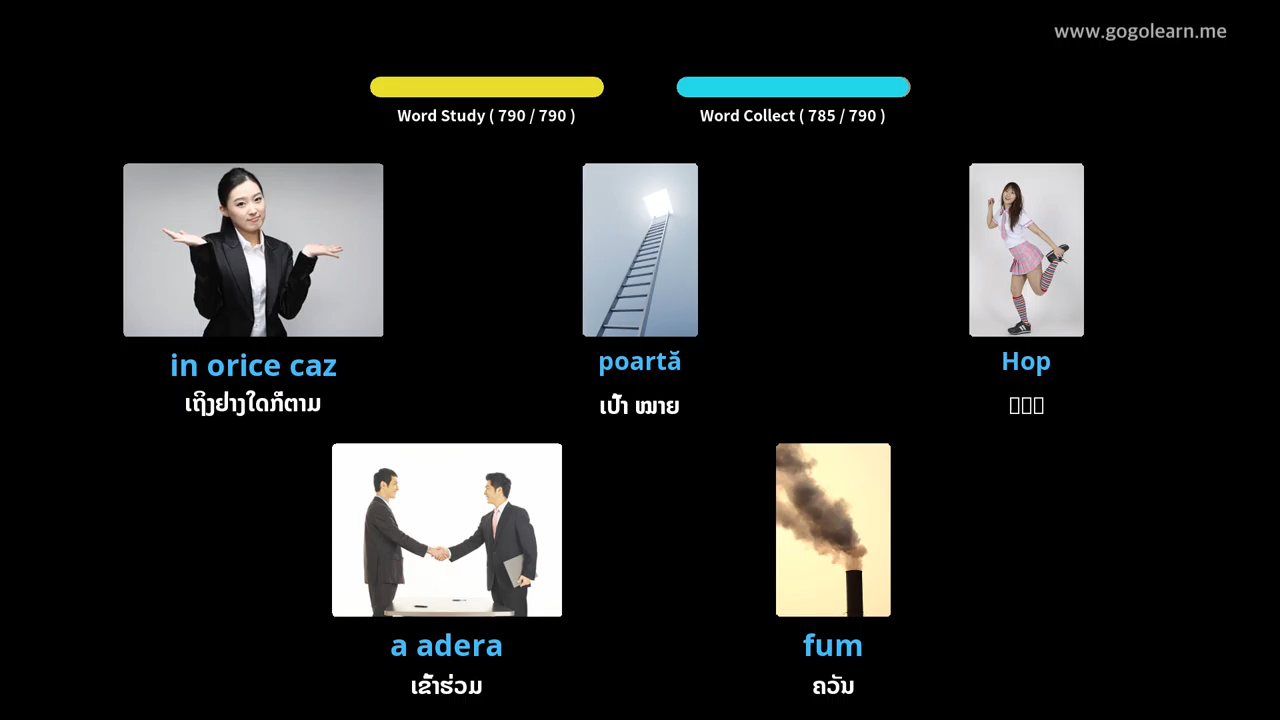 www.gogolearn.me
Word Study ( 790 / 790 )
Word Collect ( 785 / 790 )
in orice caz
ເຖິງຢ່າງໃດກໍ່ຕາມ
poartă
ເປົ້າ ໝາຍ
Hop
a adera
ເຂົ້າຮ່ວມ
fum
ຄວັນ